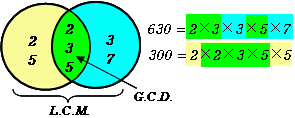 2 2 3 630 = 2×3×3×5×7
5 3 7 300 = 2×2×3×5×5
5
G.C.D.
L.C.M.